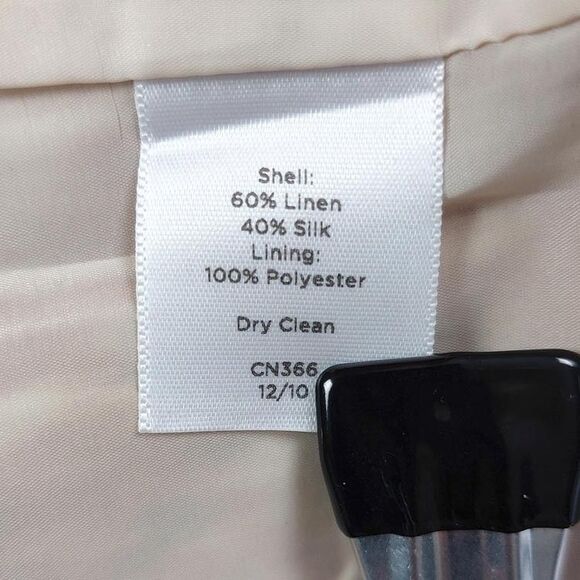 Shell:
60% Linen
40% Silk
Lining:
100% Polyester
Dry Clean
CN366
12/10